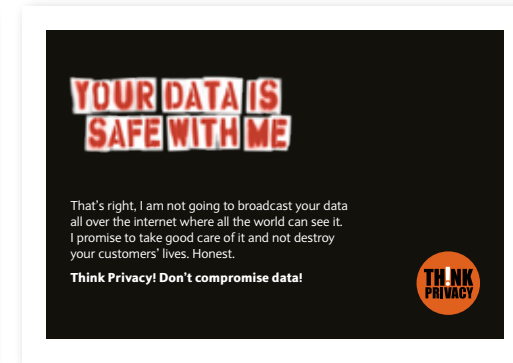 YOUR DATA IS
SAFE WITH ME
That's right, I am not going to broadcast your data
all over the internet where all the world can see it.
I promise to take good care of it and not destroy
your customers' lives. Honest.
Think Privacy! Don't compromise data!
TH!NK
PRIVACY